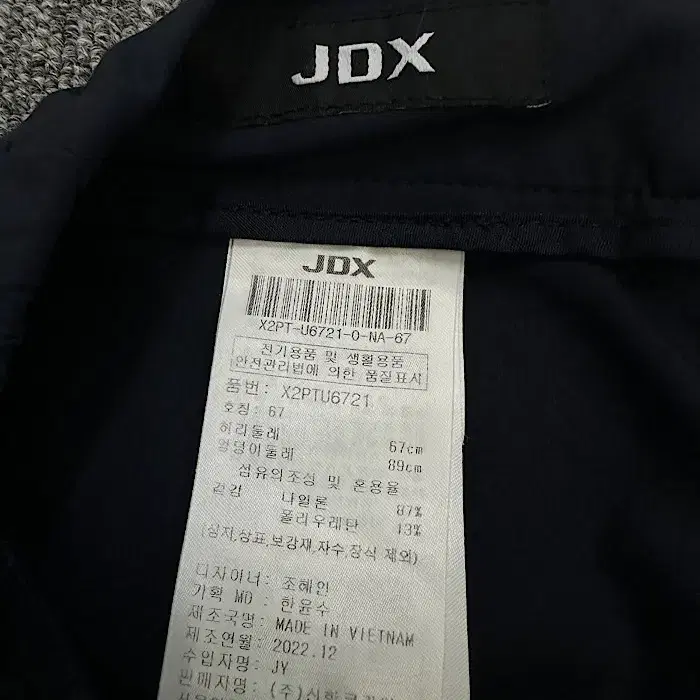 JDX
JDX
X2PT-U6721-0-NA-67
전기용품 및 생활용품
안전관리법에 의한 품질표시
품번: X2PTU6721
호칭: 67
허리둘레 67cm
엉덩이둘레 89cm
섬유의조성 및 혼용율
겉감 나일론 87%
폴리우레탄 13%
(심지,상표,보강재,자수,장식 제외)
디자이너: 조혜인
기획 MD : 한윤수
제조국명: MADE IN VIETNAM
제조연월: 2022.12
수입자명: JY
판매자명: (주)신한코리아